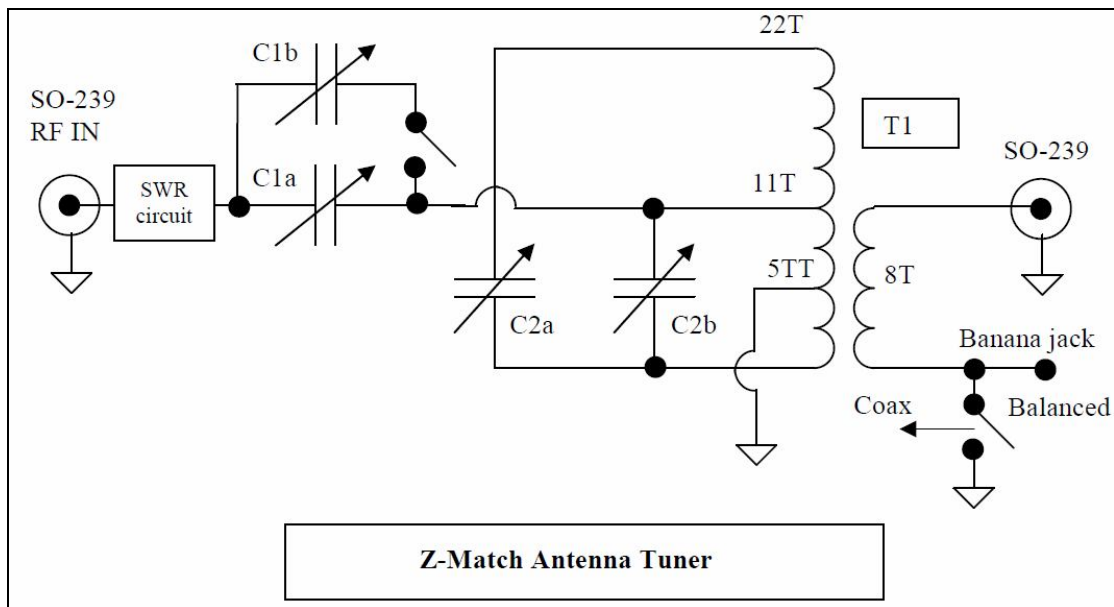 22T
C1b
SO-239
RF IN
T1
SO-239
C1a
11T
SWR
circuit
5TT
8T
C2a
C2b
Banana jack
Coax
Balanced
Z-Match Antenna Tuner